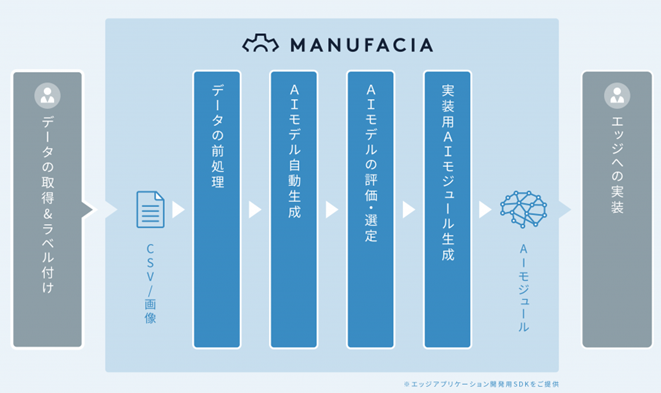 MANUFACIA
データの取得&ラベル付け
CSV/画像
データの前処理
AIモデル自動生成
AIモデルの評価・選定
実装用AIモジュール生成
AIモジュール
エッジへの実装
※エッジアプリケーション開発用SDKをご提供